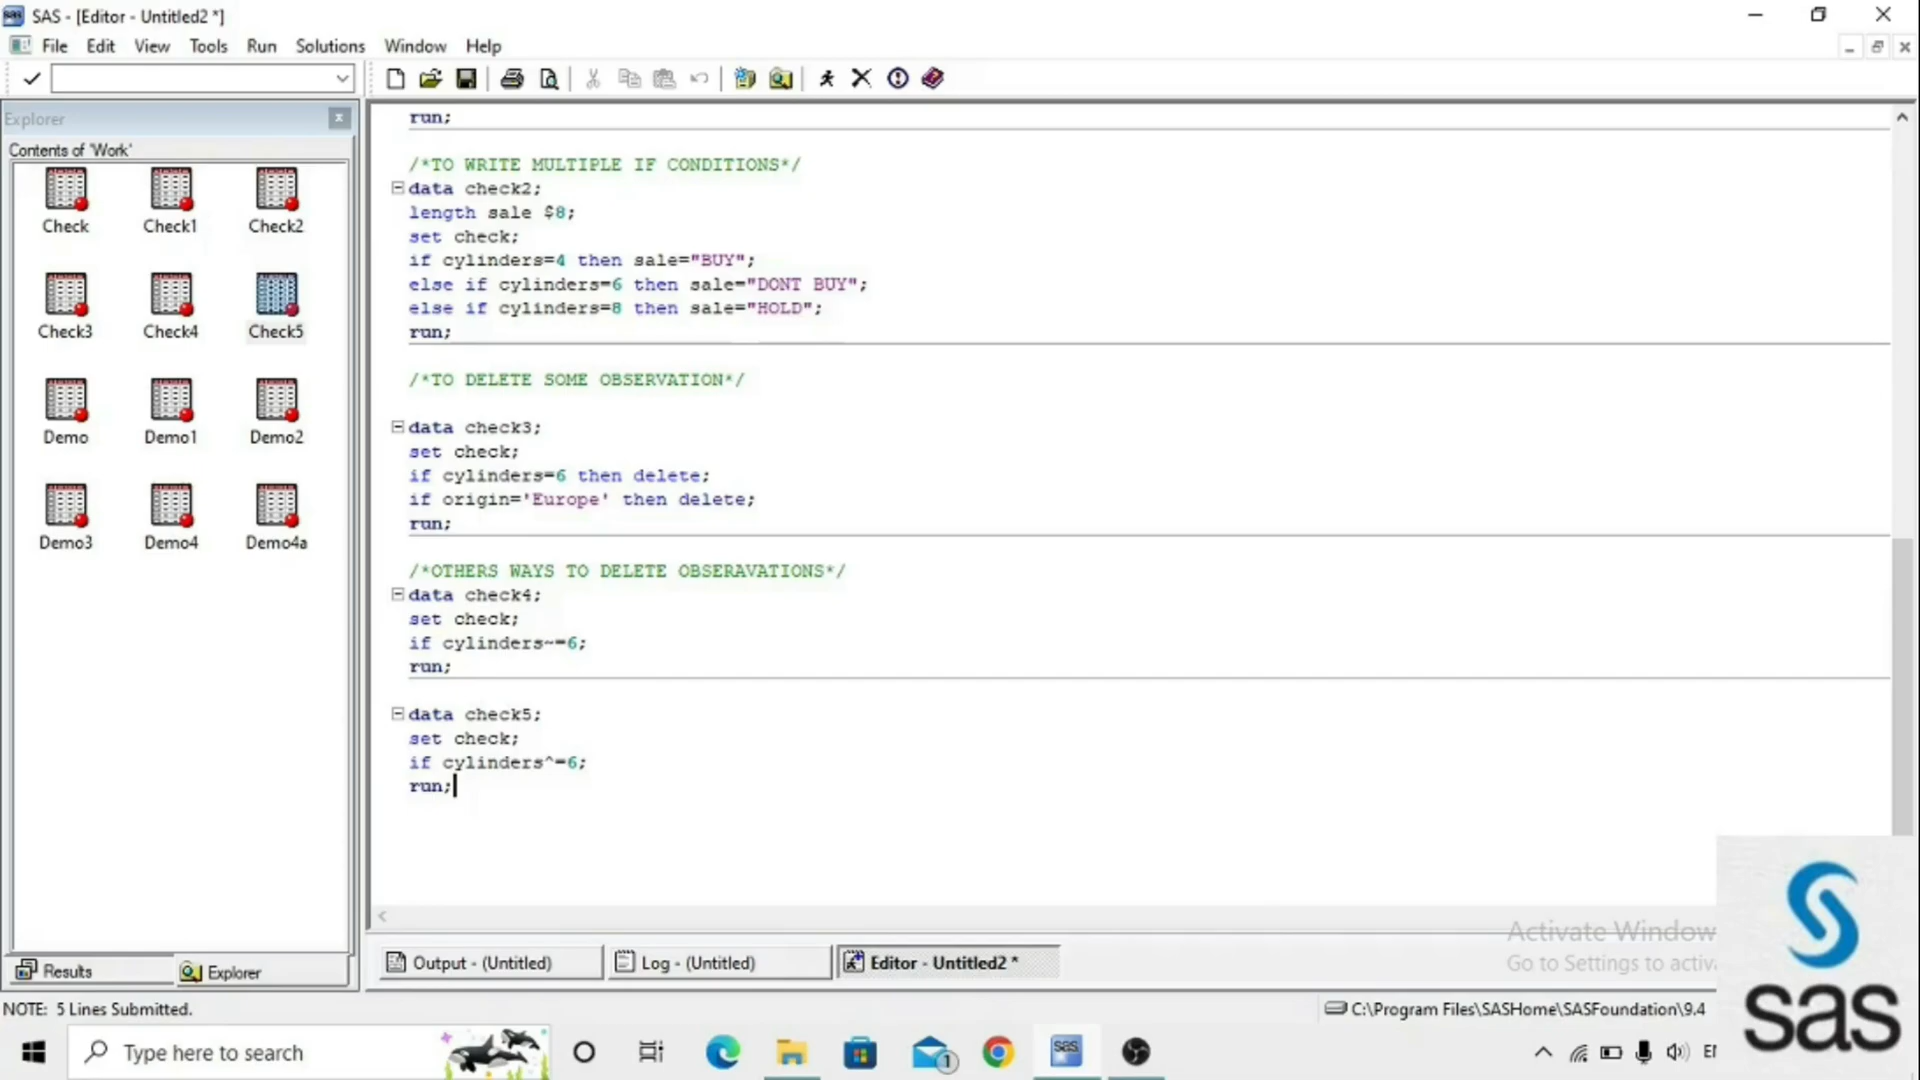 SAS - [Editor - Untitled2 *]
File Edit View Tools Run Solutions Window Help
Explorer
Contents of 'Work'
Check Check1 Check2
Check3 Check4 Check5
Demo Demo1 Demo2
Demo3 Demo4 Demo4a
run;
/*TO WRITE MULTIPLE IF CONDITIONS*/
data check2;
length sale $8;
set check;
if cylinders=4 then sale="BUY";
else if cylinders=6 then sale="DONT BUY";
else if cylinders=8 then sale="HOLD";
run;
/*TO DELETE SOME OBSERVATION*/
data check3;
set check;
if cylinders=6 then delete;
if origin='Europe' then delete;
run;
/*OTHERS WAYS TO DELETE OBSERAVATIONS*/
data check4;
set check;
if cylinders~=6;
run;
data check5;
set check;
if cylinders^=6;
run;
Activate Window
Go to Settings to activ
Output - (Untitled) Log - (Untitled) Editor - Untitled2 *
Results Explorer
NOTE: 5 Lines Submitted.
C:\Program Files\SASHome\SASFoundation\9.4
sas
Type here to search
1
sas